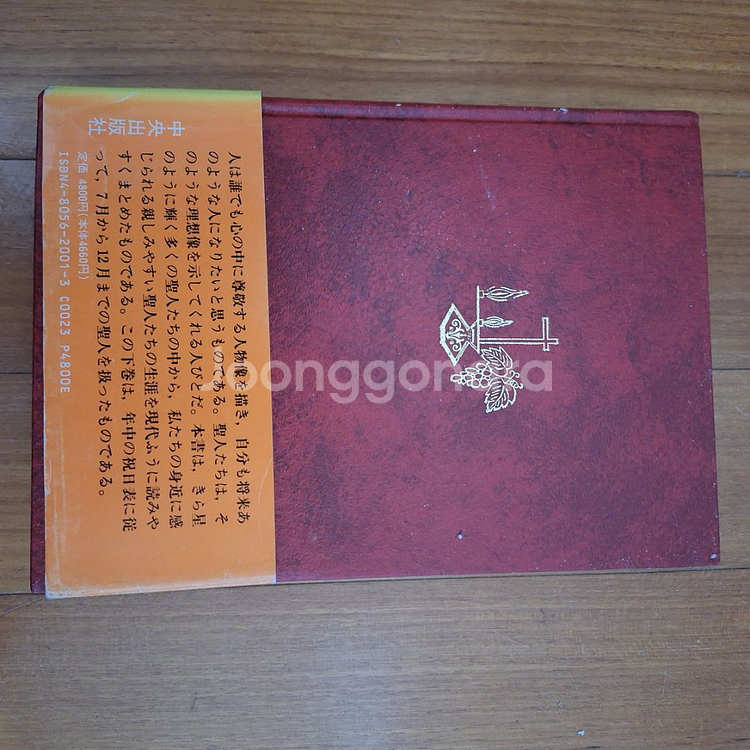 人は誰でも心の中に尊敬する人物像を描き，自分も将来あ
のような人になりたいと思うものである。聖人たちは，そ
のような理想像を示してくれる人びとだ。本書は，きら星
のように輝く多くの聖人たちの中から，私たちの身近に感
じられる親しみやすい聖人たちの生涯を現代ふうに読みや
すくまとめたものである。この下巻は，年中の祝日表に従
って，7月から12月までの聖人を扱ったものである。
中央出版社
定価 4800円(本体4660円)
ISBN4-8056-2001-3 C0023 P4800E
Joonggonara